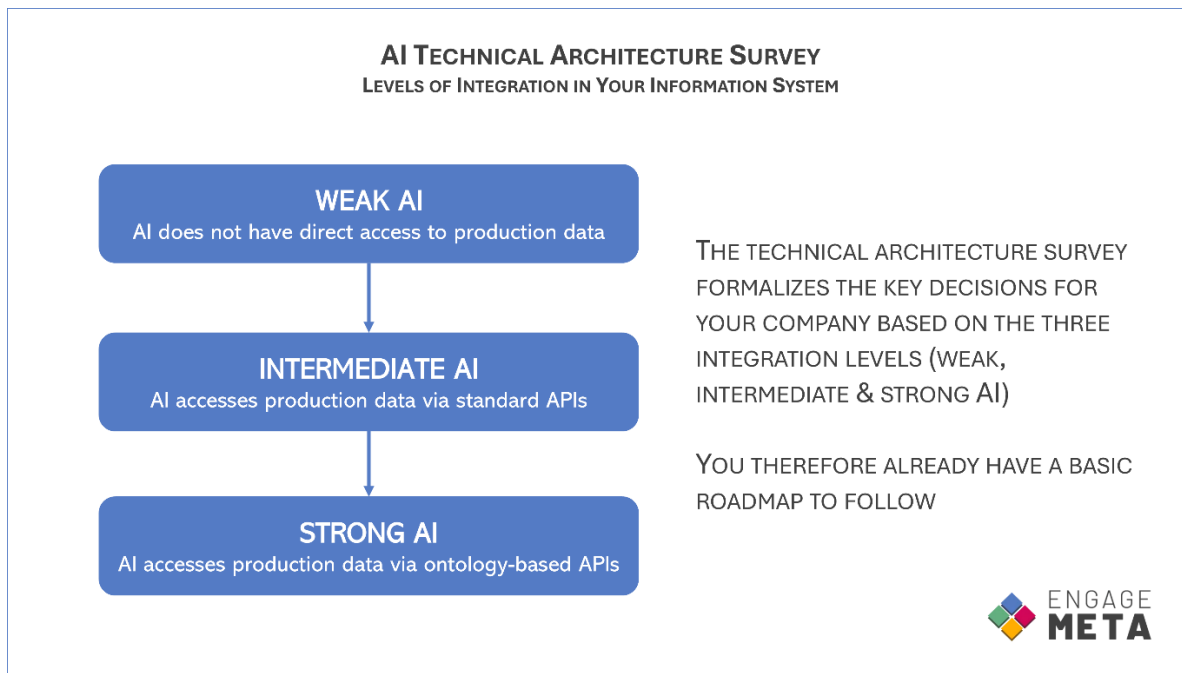 AI TECHNICAL ARCHITECTURE SURVEY
LEVELS OF INTEGRATION IN YOUR INFORMATION SYSTEM
WEAK AI
AI does not have direct access to production data
INTERMEDIATE AI
AI accesses production data via standard APIs
STRONG AI
AI accesses production data via ontology-based APIs
THE TECHNICAL ARCHITECTURE SURVEY
FORMALIZES THE KEY DECISIONS FOR
YOUR COMPANY BASED ON THE THREE
INTEGRATION LEVELS (WEAK,
INTERMEDIATE & STRONG AI)
YOU THEREFORE ALREADY HAVE A BASIC
ROADMAP TO FOLLOW
ENGAGE
META